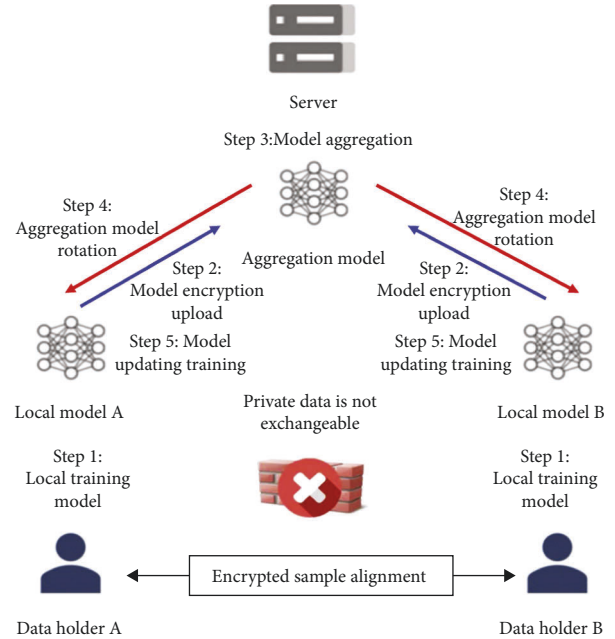 Server
Step 3:Model aggregation
Step 4:
Aggregation model
rotation
Step 4:
Aggregation model
rotation
Aggregation model
Step 2:
Model encryption
upload
Step 2:
Model encryption
upload
Step 5: Model
updating training
Step 5: Model
updating training
Local model A
Private data is not
exchangeable
Local model B
Step 1:
Local training
model
Step 1:
Local training
model
Encrypted sample alignment
Data holder A
Data holder B